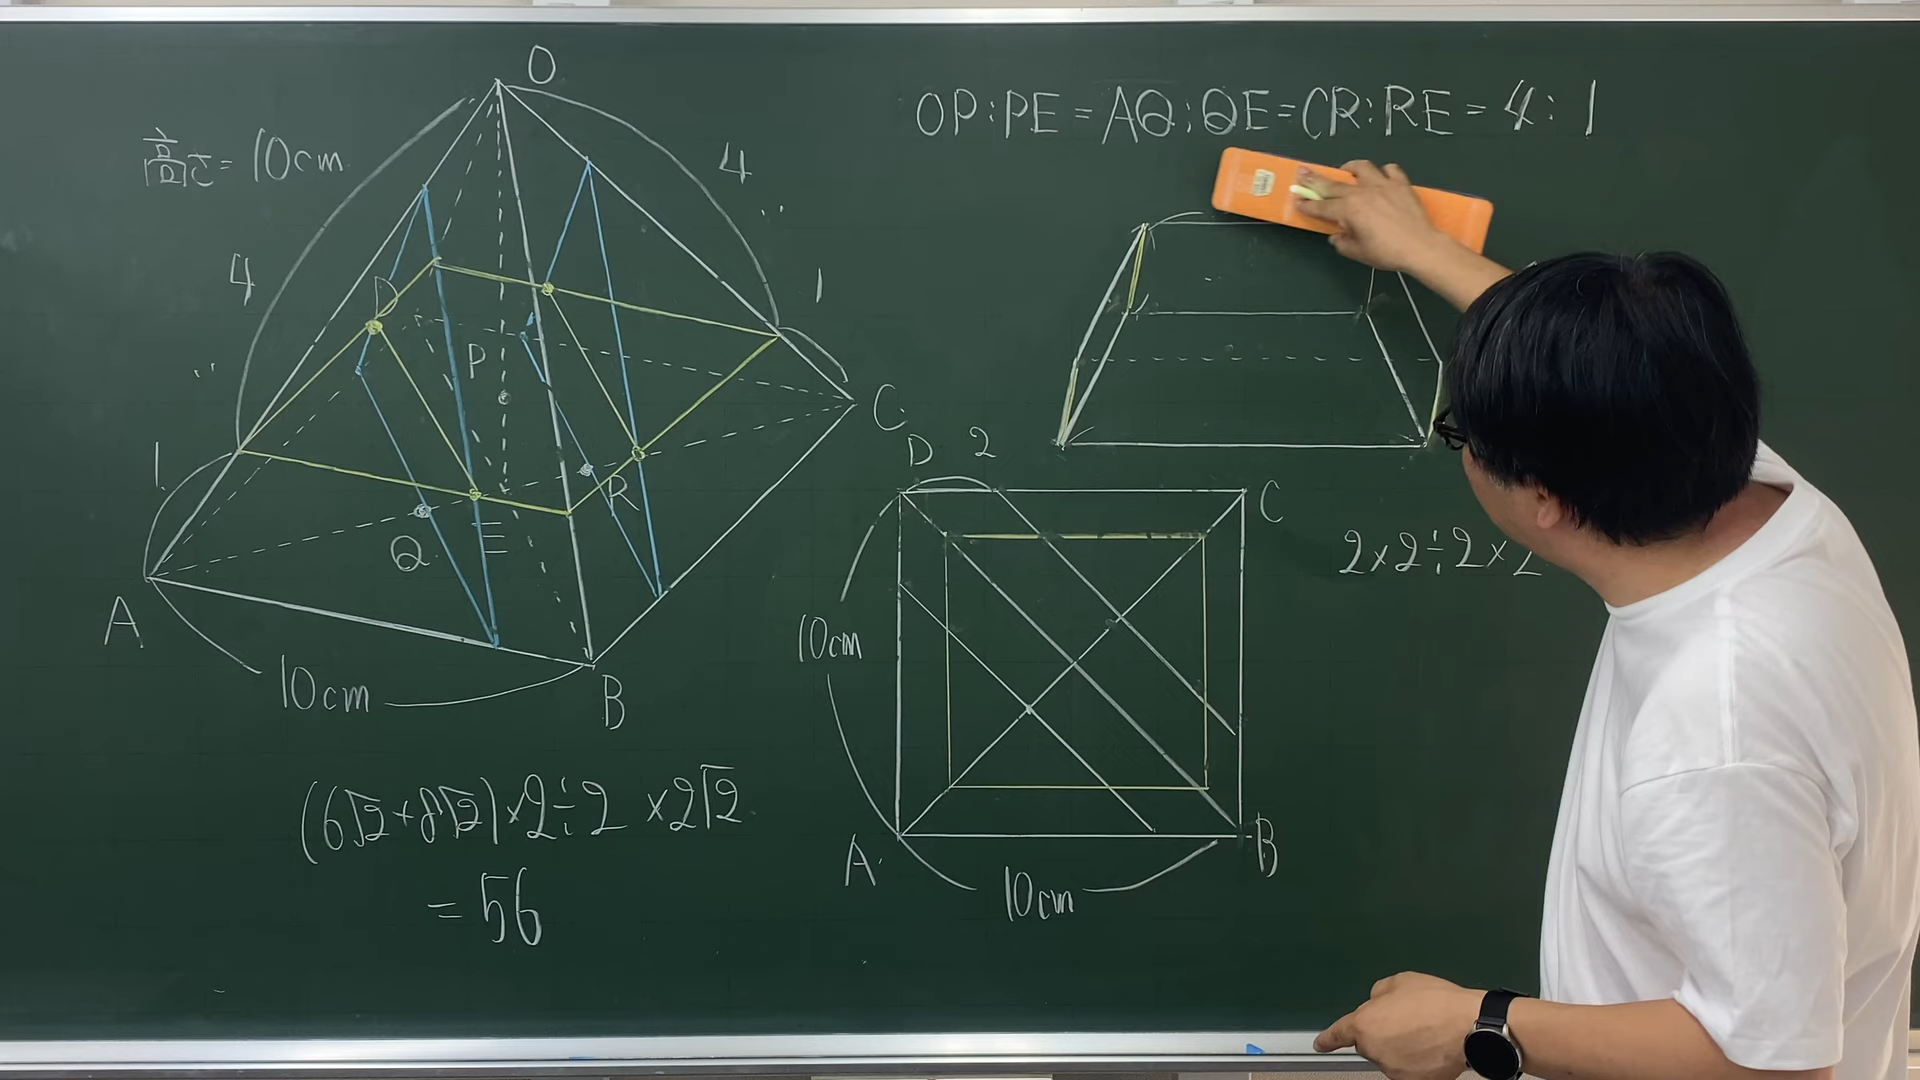 O
高さ=10cm
4
4
1
1
D
P
C
Q
E
R
A
B
10cm
(6√2+8√2)×2÷2×2√2
=56
OP:PE=AQ:QE=CR:RE=4:1
D 2
C
10cm
A
B
10cm
2×2÷2×2